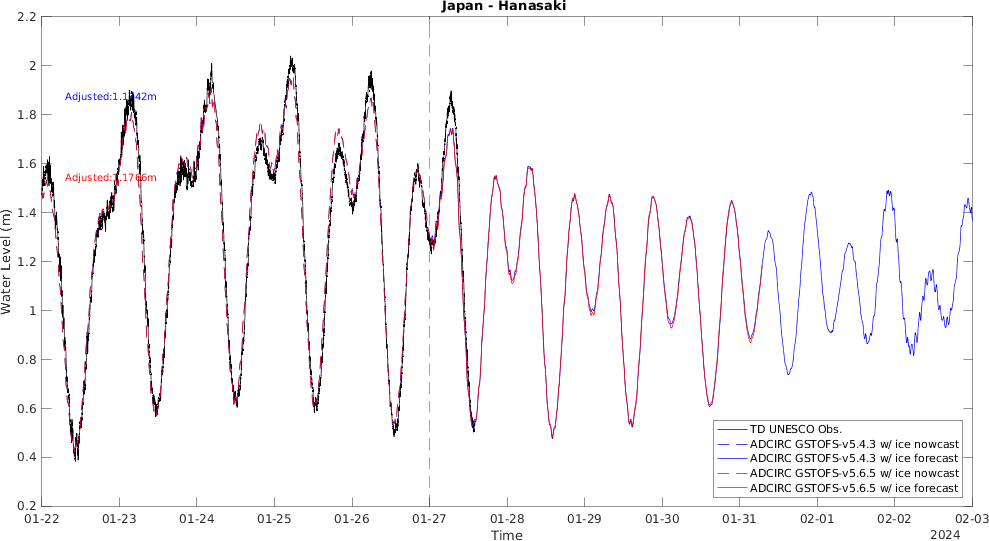 Japan - Hanasaki
2.2
2
1.8
1.6
1.4
1.2
1
0.8
0.6
0.4
0.2
Water Level (m)
Adjusted:1.1842m
Adjusted:1.1766m
TD UNESCO Obs.
ADCIRC GSTOFS-v5.4.3 w/ ice nowcast
ADCIRC GSTOFS-v5.4.3 w/ ice forecast
ADCIRC GSTOFS-v5.6.5 w/ ice nowcast
ADCIRC GSTOFS-v5.6.5 w/ ice forecast
01-22 01-23 01-24 01-25 01-26 01-27 01-28 01-29 01-30 01-31 02-01 02-02 02-03
Time
2024